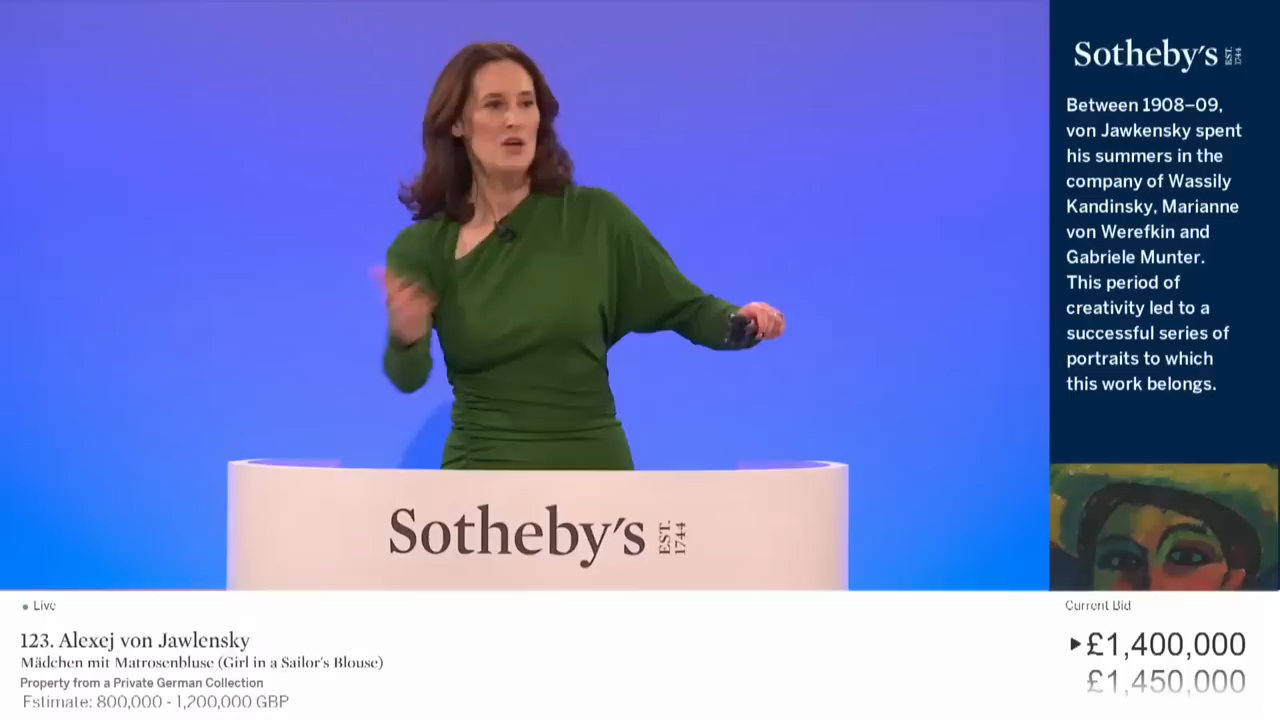 Sotheby's EST. 1744
Between 1908–09,
von Jawkensky spent
his summers in the
company of Wassily
Kandinsky, Marianne
von Werefkin and
Gabriele Munter.
This period of
creativity led to a
successful series of
portraits to which
this work belongs.
Sotheby's EST. 1744
Live
123. Alexej von Jawlensky
Mädchen mit Matrosenbluse (Girl in a Sailor's Blouse)
Property from a Private German Collection
Estimate: 800,000 - 1,200,000 GBP
Current Bid
£1,400,000
£1,450,000